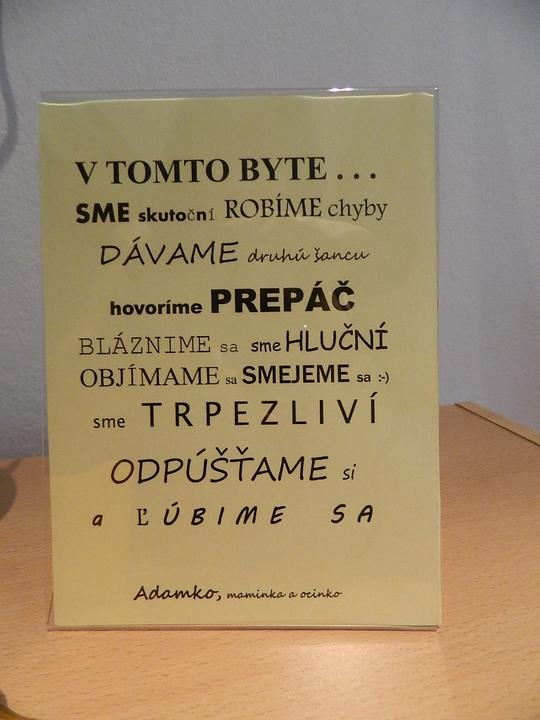 V TOMTO BYTE . . .
SME skutoční ROBÍME chyby
DÁVAME druhú šancu
hovoríme PREPÁČ
BLÁZNIME sa sme HLUČNÍ
OBJÍMAME sa SMEJEME sa :-)
sme TRPEZLIVÍ
ODPÚŠŤAME si
a ĽÚBIME SA
Adamko, maminka a ocinko